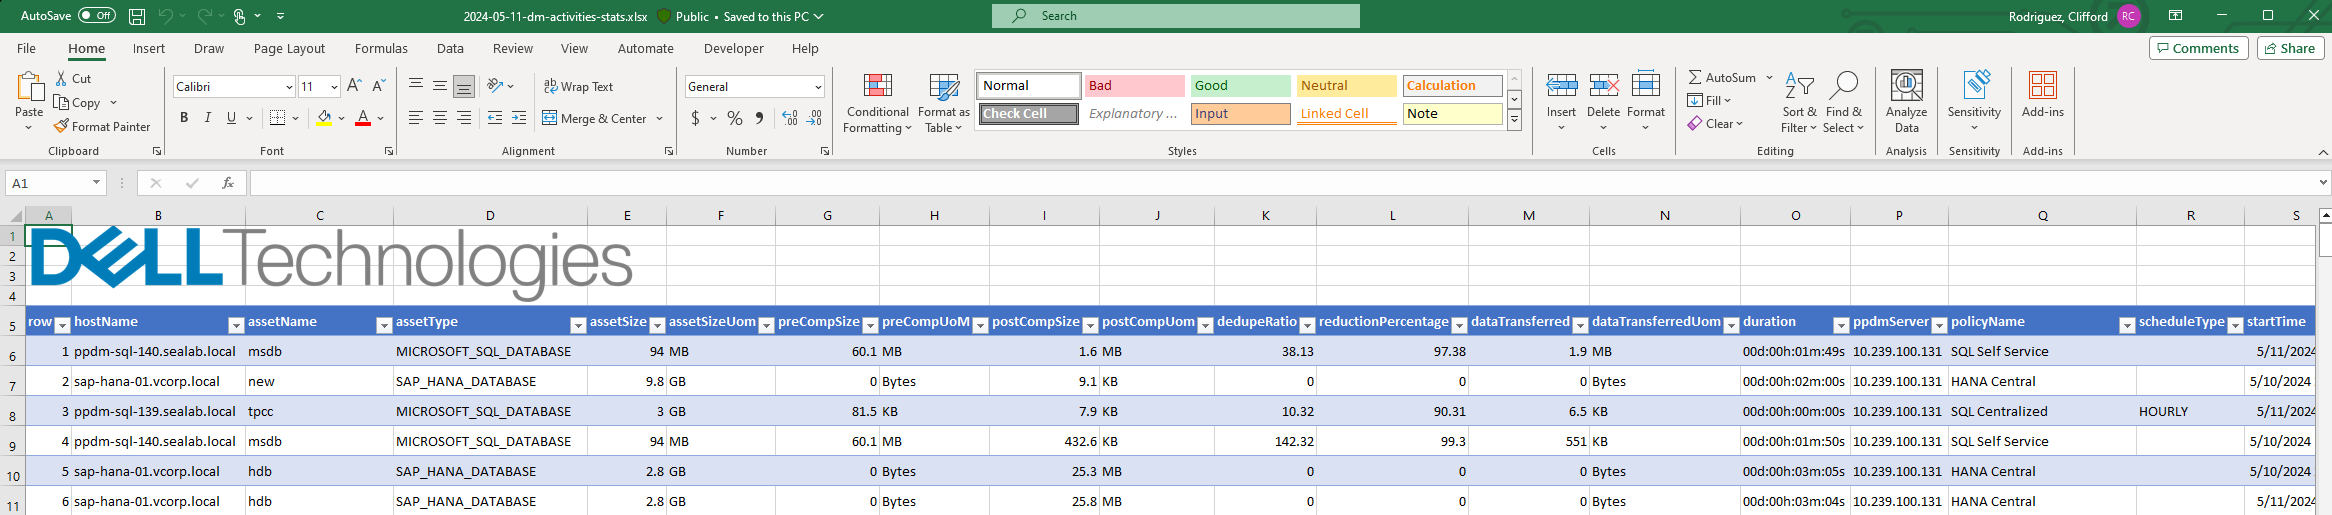 AutoSave Off 2024-05-11-dm-activities-stats.xlsx Public • Saved to this PC Search Rodriguez, Clifford RC
File Home Insert Draw Page Layout Formulas Data Review View Automate Developer Help Comments Share
Paste Cut Copy Format Painter Clipboard
Calibri 11 B I U A Font
Wrap Text Merge & Center Alignment
General $ % Number
Conditional Formatting Format as Table
Normal Bad Good Neutral Calculation
Check Cell Explanatory ... Input Linked Cell Note
Styles
Insert Delete Format Cells
AutoSum Fill Clear Sort & Filter Find & Select Editing
Analyze Data Analysis
Sensitivity Sensitivity
Add-ins Add-ins
A1 fx
A B C D E F G H I J K L M N O P Q R S
1 DELL Technologies
2
3
4
5 row hostName assetName assetType assetSize assetSizeUom preCompSize preCompUoM postCompSize postCompUom dedupeRatio reductionPercentage dataTransferred dataTransferredUom duration ppdmServer policyName scheduleType startTime
6 1 ppdm-sql-140.sealab.local msdb MICROSOFT_SQL_DATABASE 94 MB 60.1 MB 1.6 MB 38.13 97.38 1.9 MB 00d:00h:01m:49s 10.239.100.131 SQL Self Service 5/11/2024
7 2 sap-hana-01.vcorp.local new SAP_HANA_DATABASE 9.8 GB 0 Bytes 9.1 KB 0 0 0 Bytes 00d:00h:02m:00s 10.239.100.131 HANA Central 5/10/2024
8 3 ppdm-sql-139.sealab.local tpcc MICROSOFT_SQL_DATABASE 3 GB 81.5 KB 7.9 KB 10.32 90.31 6.5 KB 00d:00h:00m:00s 10.239.100.131 SQL Centralized HOURLY 5/11/2024
9 4 ppdm-sql-140.sealab.local msdb MICROSOFT_SQL_DATABASE 94 MB 60.1 MB 432.6 KB 142.32 99.3 551 KB 00d:00h:01m:50s 10.239.100.131 SQL Self Service 5/10/2024
10 5 sap-hana-01.vcorp.local hdb SAP_HANA_DATABASE 2.8 GB 0 Bytes 25.3 MB 0 0 0 Bytes 00d:00h:03m:05s 10.239.100.131 HANA Central 5/10/2024
11 6 sap-hana-01.vcorp.local hdb SAP_HANA_DATABASE 2.8 GB 0 Bytes 25.8 MB 0 0 0 Bytes 00d:00h:03m:04s 10.239.100.131 HANA Central 5/11/2024